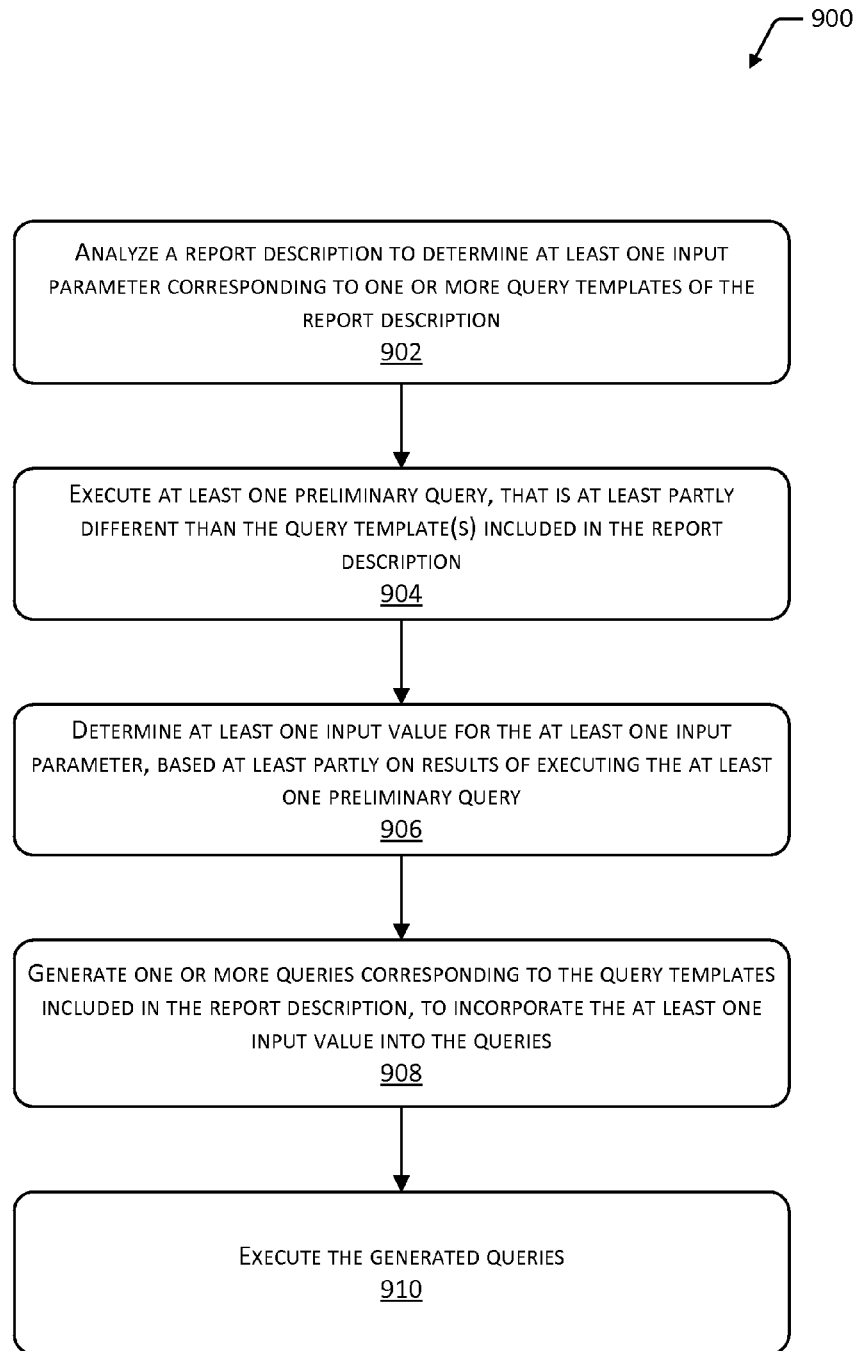 900
ANALYZE A REPORT DESCRIPTION TO DETERMINE AT LEAST ONE INPUT
PARAMETER CORRESPONDING TO ONE OR MORE QUERY TEMPLATES OF THE
REPORT DESCRIPTION
902
EXECUTE AT LEAST ONE PRELIMINARY QUERY, THAT IS AT LEAST PARTLY
DIFFERENT THAN THE QUERY TEMPLATE(S) INCLUDED IN THE REPORT
DESCRIPTION
904
DETERMINE AT LEAST ONE INPUT VALUE FOR THE AT LEAST ONE INPUT
PARAMETER, BASED AT LEAST PARTLY ON RESULTS OF EXECUTING THE AT LEAST
ONE PRELIMINARY QUERY
906
GENERATE ONE OR MORE QUERIES CORRESPONDING TO THE QUERY TEMPLATES
INCLUDED IN THE REPORT DESCRIPTION, TO INCORPORATE THE AT LEAST ONE
INPUT VALUE INTO THE QUERIES
908
EXECUTE THE GENERATED QUERIES
910